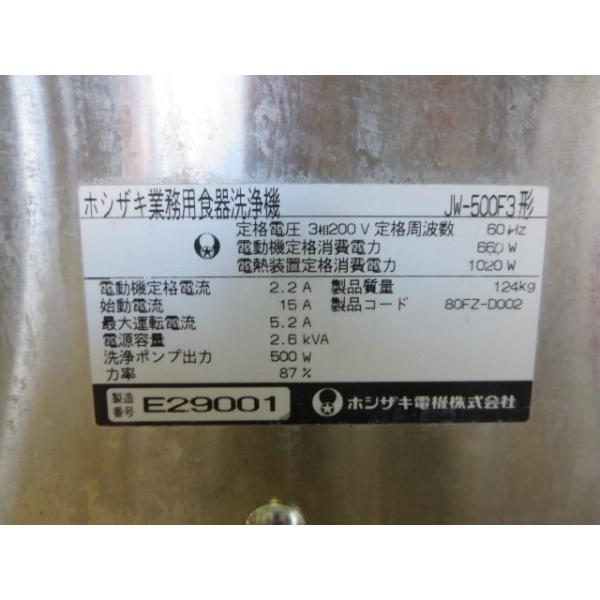 ホシザキ業務用食器洗浄機 JW-500F3形
定格電圧 3相200V 定格周波数 60Hz
電動機定格消費電力 660W
電熱装置定格消費電力 1020W
電動機定格電流 2.2A 製品質量 124kg
始動電流 15A 製品コード 80FZ-D002
最大運転電流 5.2A
電源容量 2.6kVA
洗浄ポンプ出力 500W
力率 87%
製造番号 E29001 ホシザキ電機株式会社